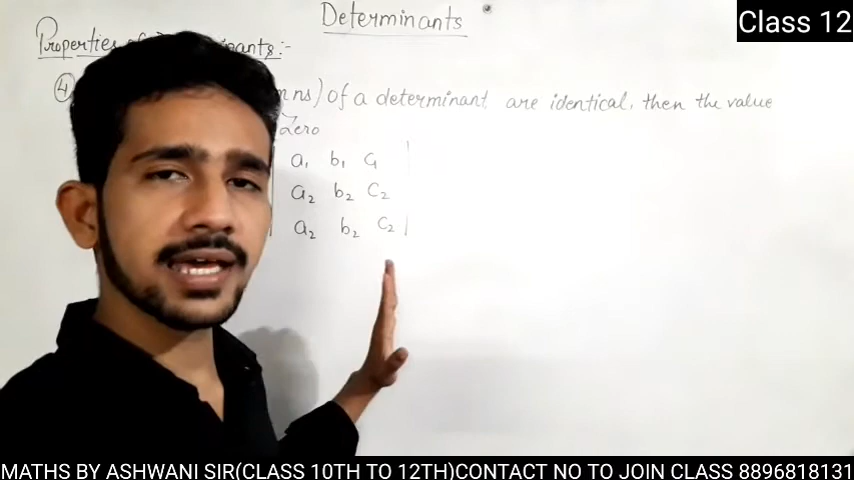 Determinants
Class 12
Properties of ants:-
4 ns) of a determinant are identical, then the value
Zero
a₁ b₁ c₁
a₂ b₂ c₂
a₂ b₂ c₂
MATHS BY ASHWANI SIR(CLASS 10TH TO 12TH)CONTACT NO TO JOIN CLASS 8896818131